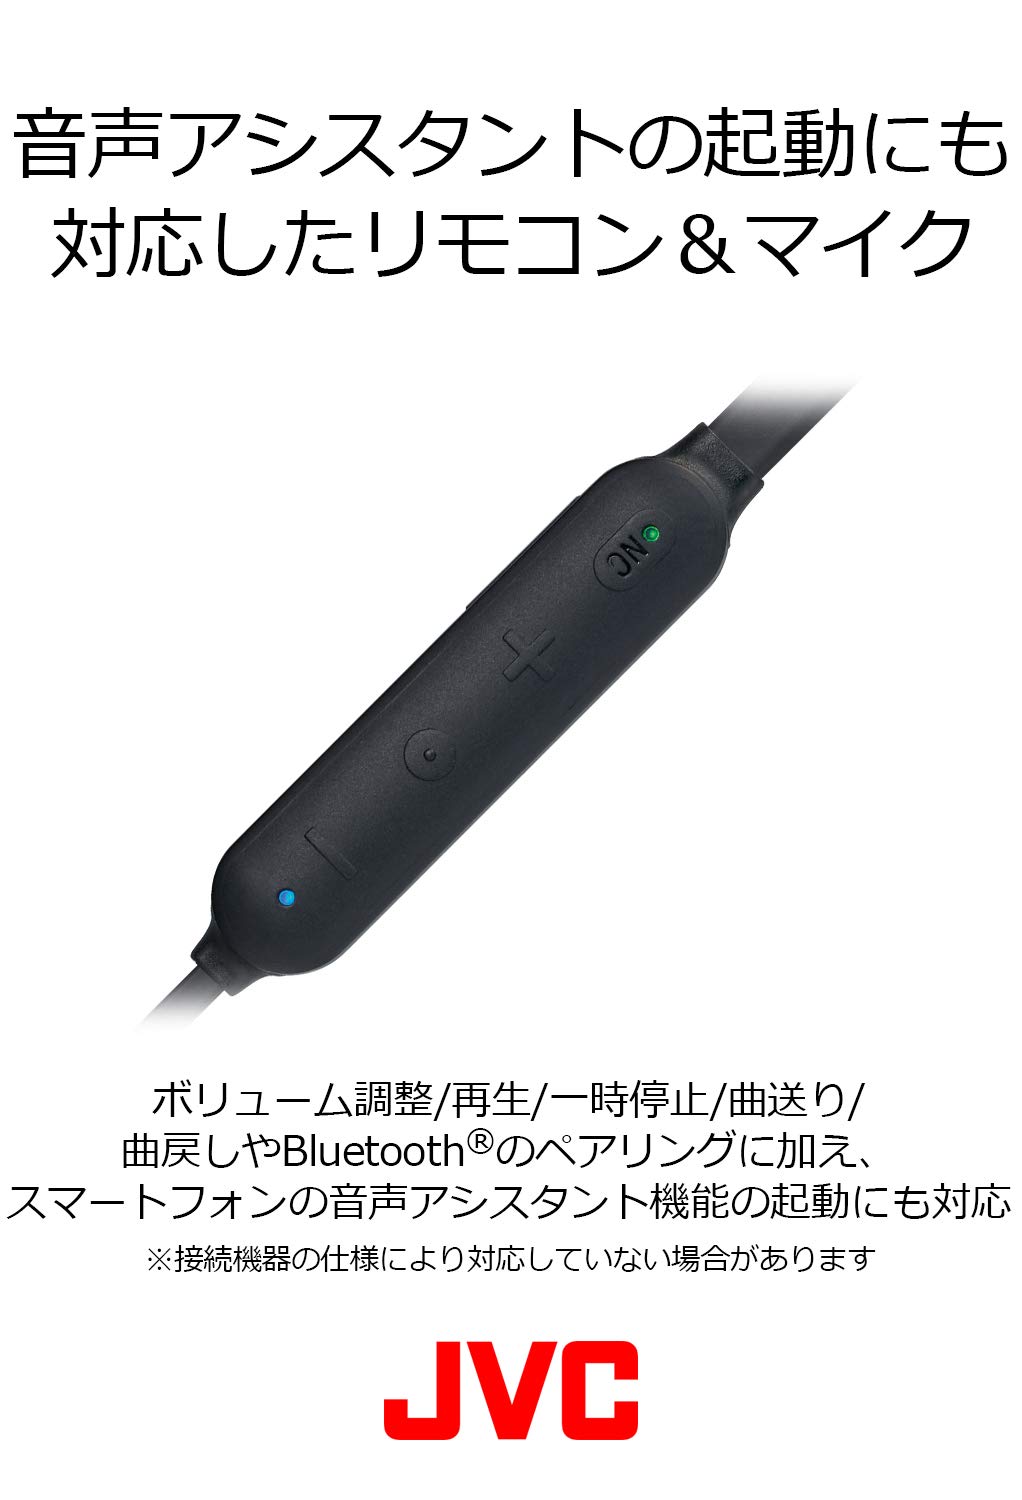 音声アシスタントの起動にも
対応したリモコン＆マイク
NC
ボリューム調整/再生/一時停止/曲送り/
曲戻しやBluetooth®のペアリングに加え、
スマートフォンの音声アシスタント機能の起動にも対応
※接続機器の仕様により対応していない場合があります
JVC